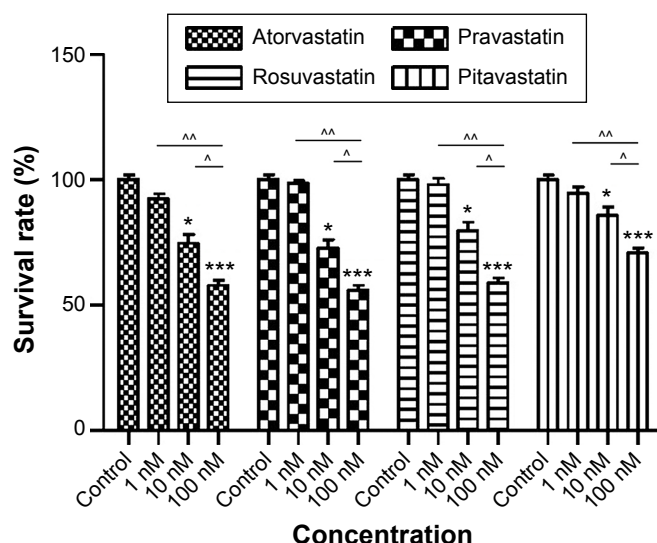 Atorvastatin Pravastatin
Rosuvastatin Pitavastatin
150
100
50
0
Survival rate (%)
^^ ^^ ^^ ^^
^ ^ ^ ^
* * * *
*** *** *** ***
Control 1 nM 10 nM 100 nM Control 1 nM 10 nM 100 nM Control 1 nM 10 nM 100 nM Control 1 nM 10 nM 100 nM
Concentration